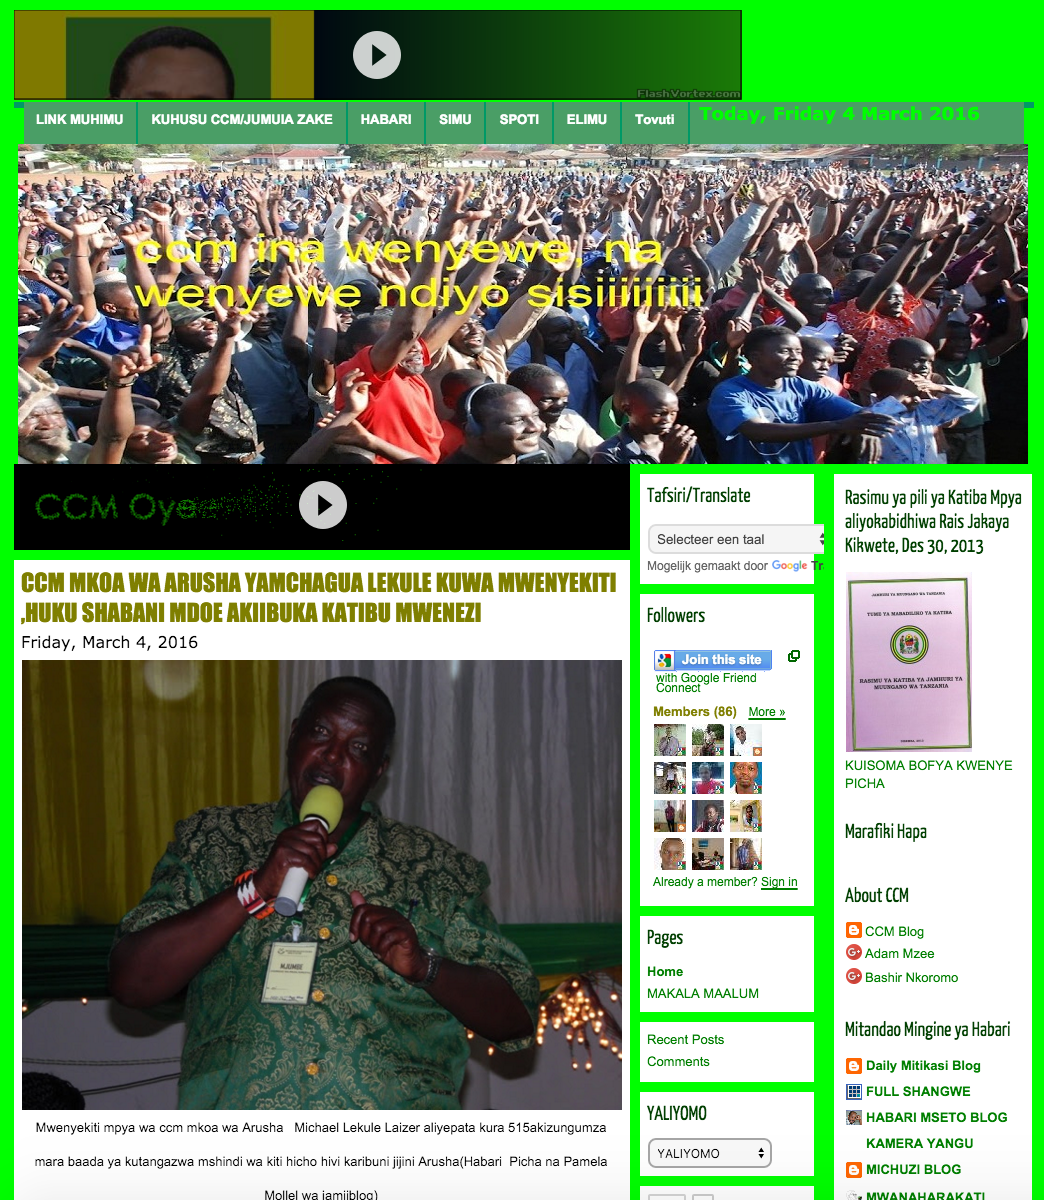 FlashVortex.com
LINK MUHIMU KUHUSU CCM/JUMUIA ZAKE HABARI SIMU SPOTI ELIMU Tovuti Today, Friday 4 March 2016
ccm ina wenyewe, na
wenyewe ndiyo sisiiiiiiiii
CCM Oyee
CCM MKOA WA ARUSHA YAMCHAGUA LEKULE KUWA MWENYEKITI
,HUKU SHABANI MDOE AKIIBUKA KATIBU MWENEZI
Friday, March 4, 2016
MJUMBE
Mwenyekiti mpya wa ccm mkoa wa Arusha Michael Lekule Laizer aliyepata kura 515akizungumza
mara baada ya kutangazwa mshindi wa kiti hicho hivi karibuni jijini Arusha(Habari Picha na Pamela
Mollel wa jamiiblog)
Tafsiri/Translate
Selecteer een taal
Mogelijk gemaakt door Google Tr
Followers
Join this site
with Google Friend
Connect
Members (86) More »
Already a member? Sign in
Pages
Home
MAKALA MAALUM
Recent Posts
Comments
YALIYOMO
YALIYOMO
Rasimu ya pili ya Katiba Mpya
aliyokabidhiwa Rais Jakaya
Kikwete, Des 30, 2013
JAMHURI YA MUUNGANO WA TANZANIA
TUME YA MABADILIKO YA KATIBA
RASIMU YA KATIBA YA JAMHURI YA
MUUNGANO WA TANZANIA
KUISOMA BOFYA KWENYE
PICHA
Marafiki Hapa
About CCM
CCM Blog
Adam Mzee
Bashir Nkoromo
Mitandao Mingine ya Habari
Daily Mitikasi Blog
FULL SHANGWE
HABARI MSETO BLOG
KAMERA YANGU
MICHUZI BLOG
MWANAHARAKATI